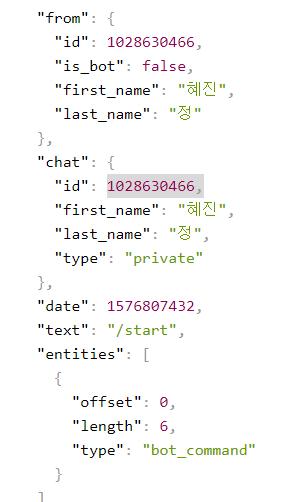 "from": {
"id": 1028630466,
"is_bot": false,
"first_name": "혜진",
"last_name": "정"
},
"chat": {
"id": 1028630466,
"first_name": "혜진",
"last_name": "정",
"type": "private"
},
"date": 1576807432,
"text": "/start",
"entities": [
{
"offset": 0,
"length": 6,
"type": "bot_command"
}
]